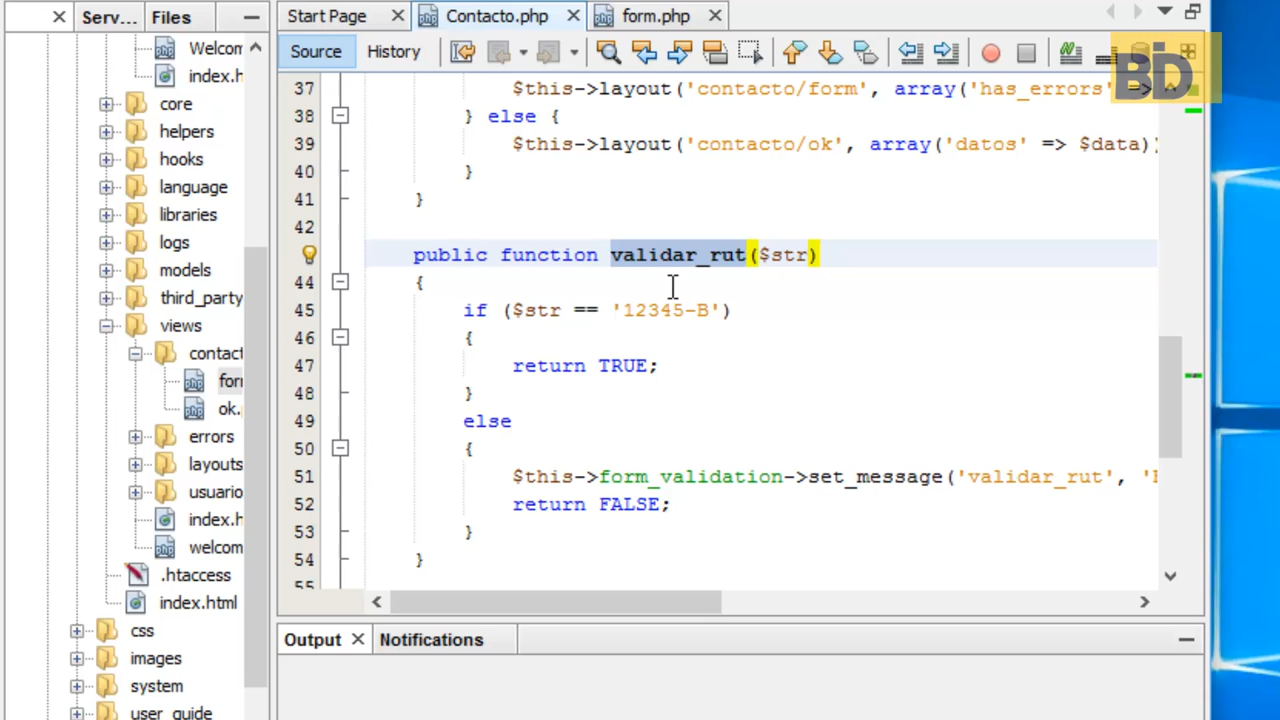 Serv... Files
Start Page Contacto.php form.php
Source History
BiD
Welcom
index.h
core
helpers
hooks
language
libraries
logs
models
third_party
views
contact
for
ok.
errors
layouts
usuario
index.h
welcom
.htaccess
index.html
css
images
system
user_guide
37 $this->layout('contacto/form', array('has_errors' =>
38 } else {
39 $this->layout('contacto/ok', array('datos' => $data))
40 }
41 }
42
public function validar_rut($str)
44 {
45 if ($str == '12345-B')
46 {
47 return TRUE;
48 }
49 else
50 {
51 $this->form_validation->set_message('validar_rut', '
52 return FALSE;
53 }
54 }
55
Output Notifications